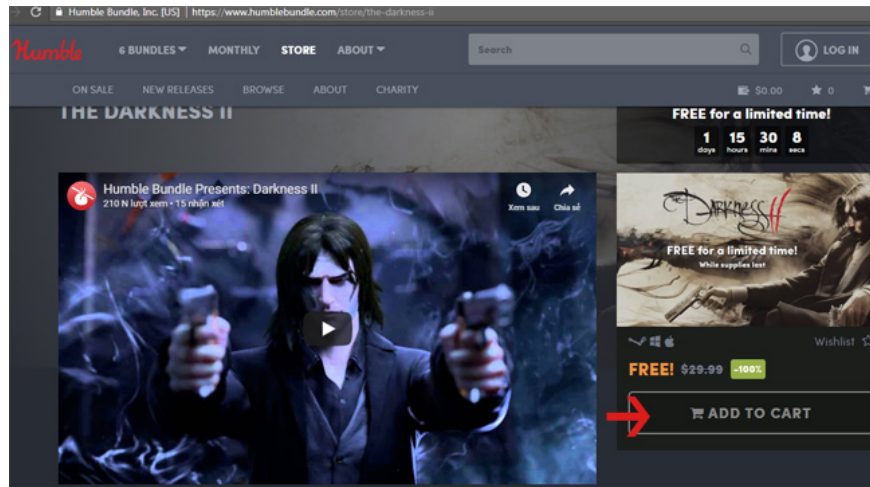 Humble Bundle, Inc. [US] | https://www.humblebundle.com/store/the-darkness-ii
Humble
6 BUNDLES MONTHLY STORE ABOUT
Search
LOG IN
ON SALE NEW RELEASES BROWSE ABOUT CHARITY
$0.00 0
THE DARKNESS II
FREE for a limited time!
1 15 30 8
days hours mins secs
Humble Bundle Presents: Darkness II
210 N lượt xem • 15 nhận xét
Xem sau Chia sẻ
THE DARKNESS II
FREE for a limited time!
While supplies last
Wishlist
FREE! $29.99 -100%
ADD TO CART